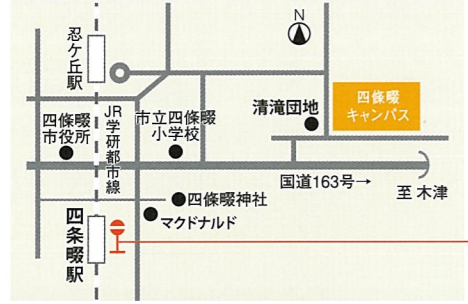 N
忍ケ丘駅
JR学研都市線
四條畷
市役所
市立四條畷
小学校
清滝団地
四條畷
キャンパス
国道163号→
至 木津
四條畷神社
マクドナルド
四条畷駅